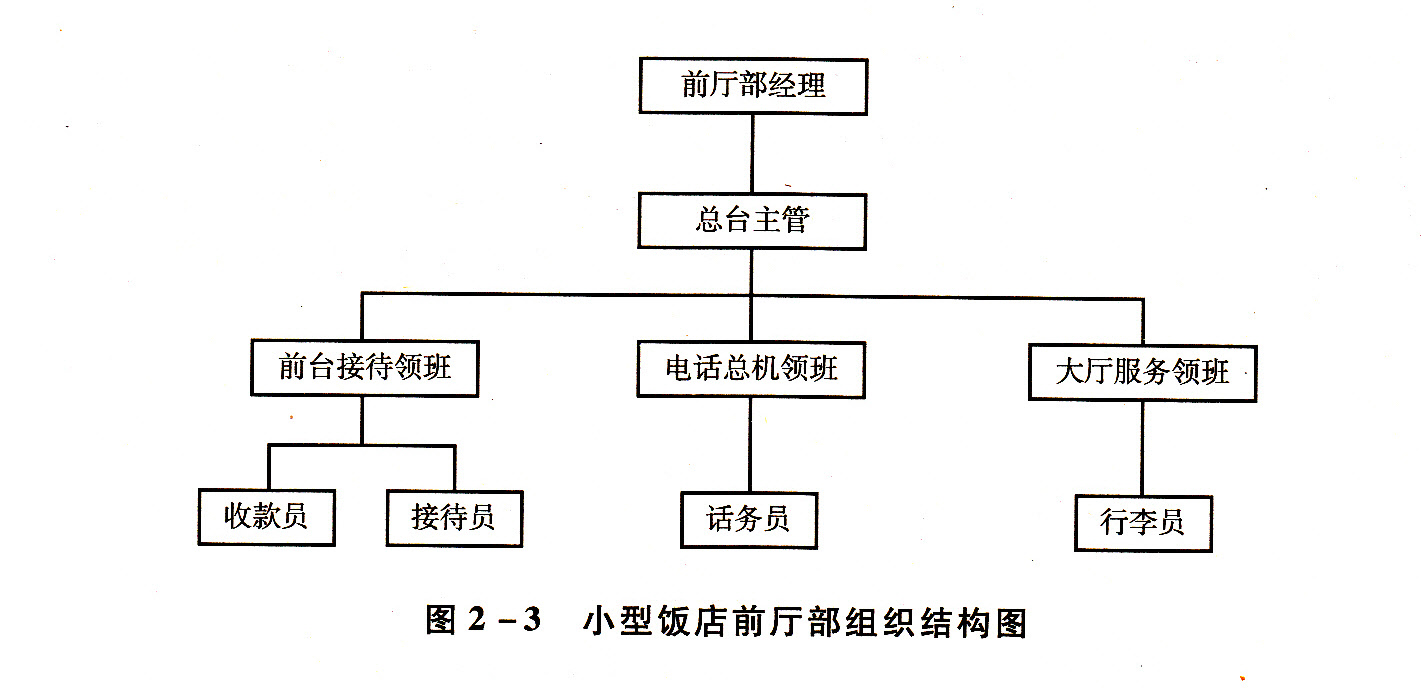 前厅部经理
总台主管
前台接待领班
电话总机领班
大厅服务领班
收款员
接待员
话务员
行李员
图2-3 小型饭店前厅部组织结构图